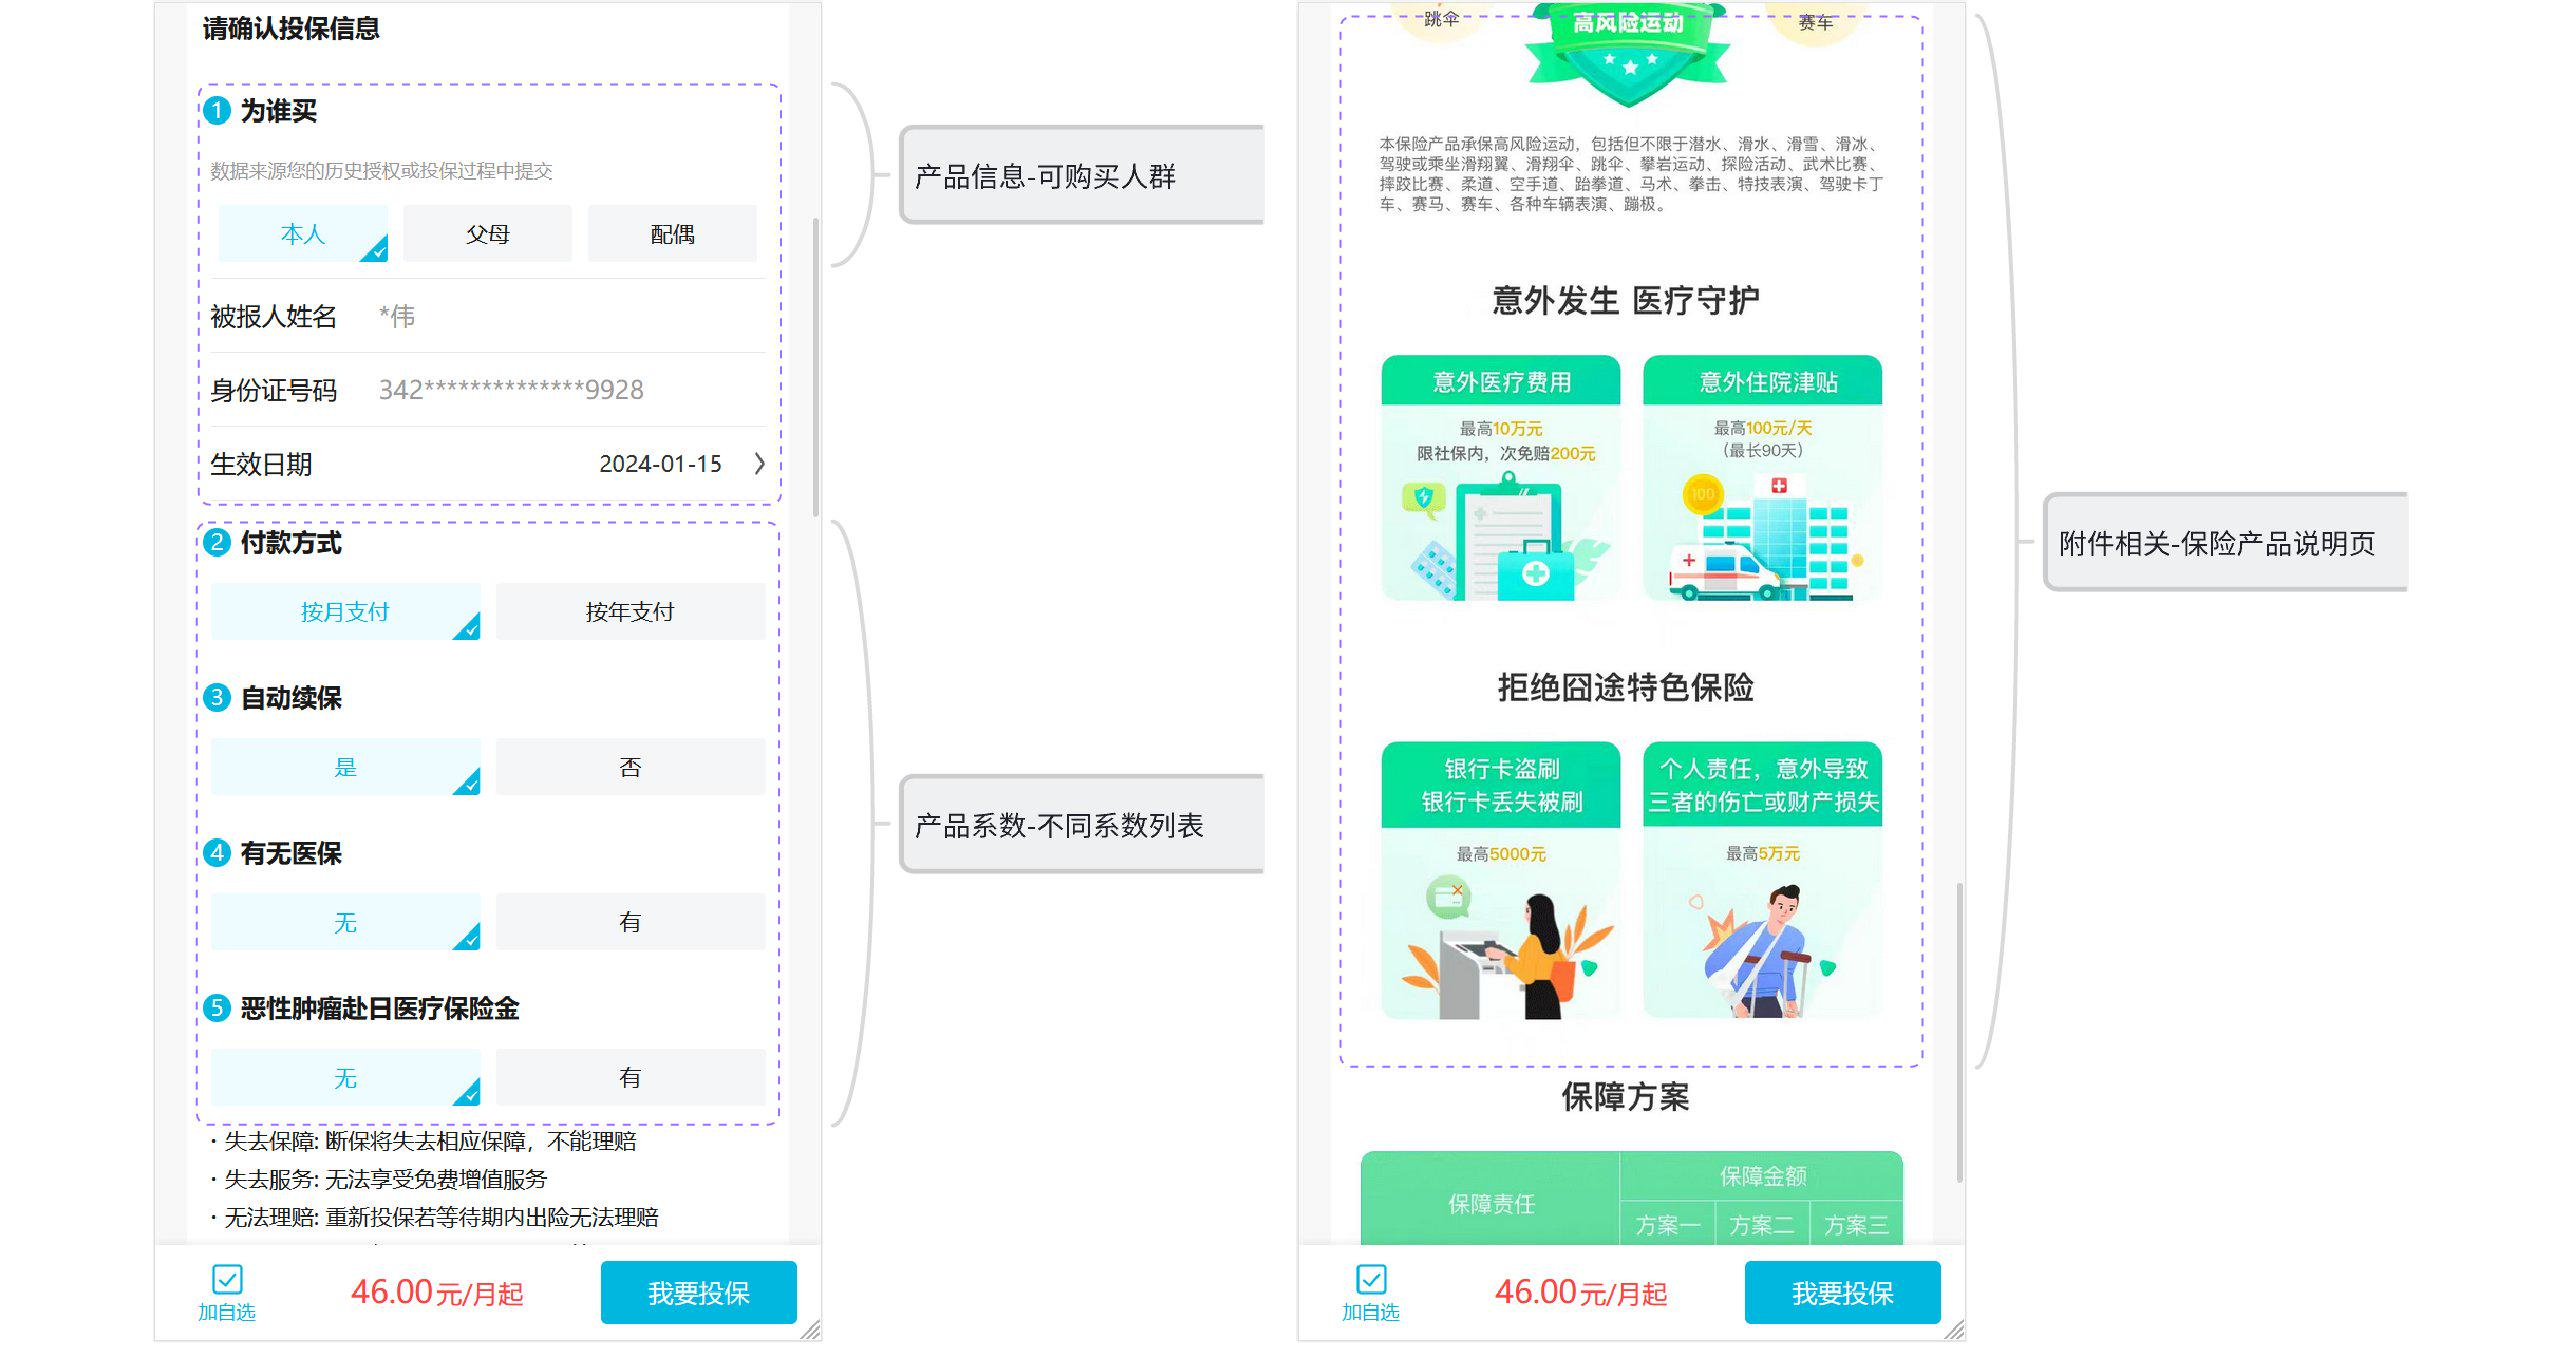 请确认投保信息
1 为谁买
数据来源您的历史授权或投保过程中提交
本人 父母 配偶
被报人姓名 *伟
身份证号码 342**************9928
生效日期 2024-01-15
2 付款方式
按月支付 按年支付
3 自动续保
是 否
4 有无医保
无 有
5 恶性肿瘤赴日医疗保险金
无 有
· 失去保障: 断保将失去相应保障，不能理赔
· 失去服务: 无法享受免费增值服务
· 无法理赔: 重新投保若等待期内出险无法理赔
加自选
46.00元/月起
我要投保
产品信息-可购买人群
产品系数-不同系数列表
跳伞
高风险运动
赛车
本保险产品承保高风险运动，包括但不限于潜水、滑水、滑雪、滑冰、
驾驶或乘坐滑翔翼、滑翔伞、跳伞、攀岩运动、探险活动、武术比赛、
摔跤比赛、柔道、空手道、跆拳道、马术、拳击、特技表演、驾驶卡丁
车、赛马、赛车、各种车辆表演、蹦极。
意外发生 医疗守护
意外医疗费用
最高10万元
限社保内，次免赔200元
意外住院津贴
最高100元/天
（最长90天）
100
拒绝囧途特色保险
银行卡盗刷
银行卡丢失被刷
最高5000元
个人责任，意外导致
三者的伤亡或财产损失
最高5万元
保障方案
保障责任
保障金额
方案一 方案二 方案三
加自选
46.00元/月起
我要投保
附件相关-保险产品说明页